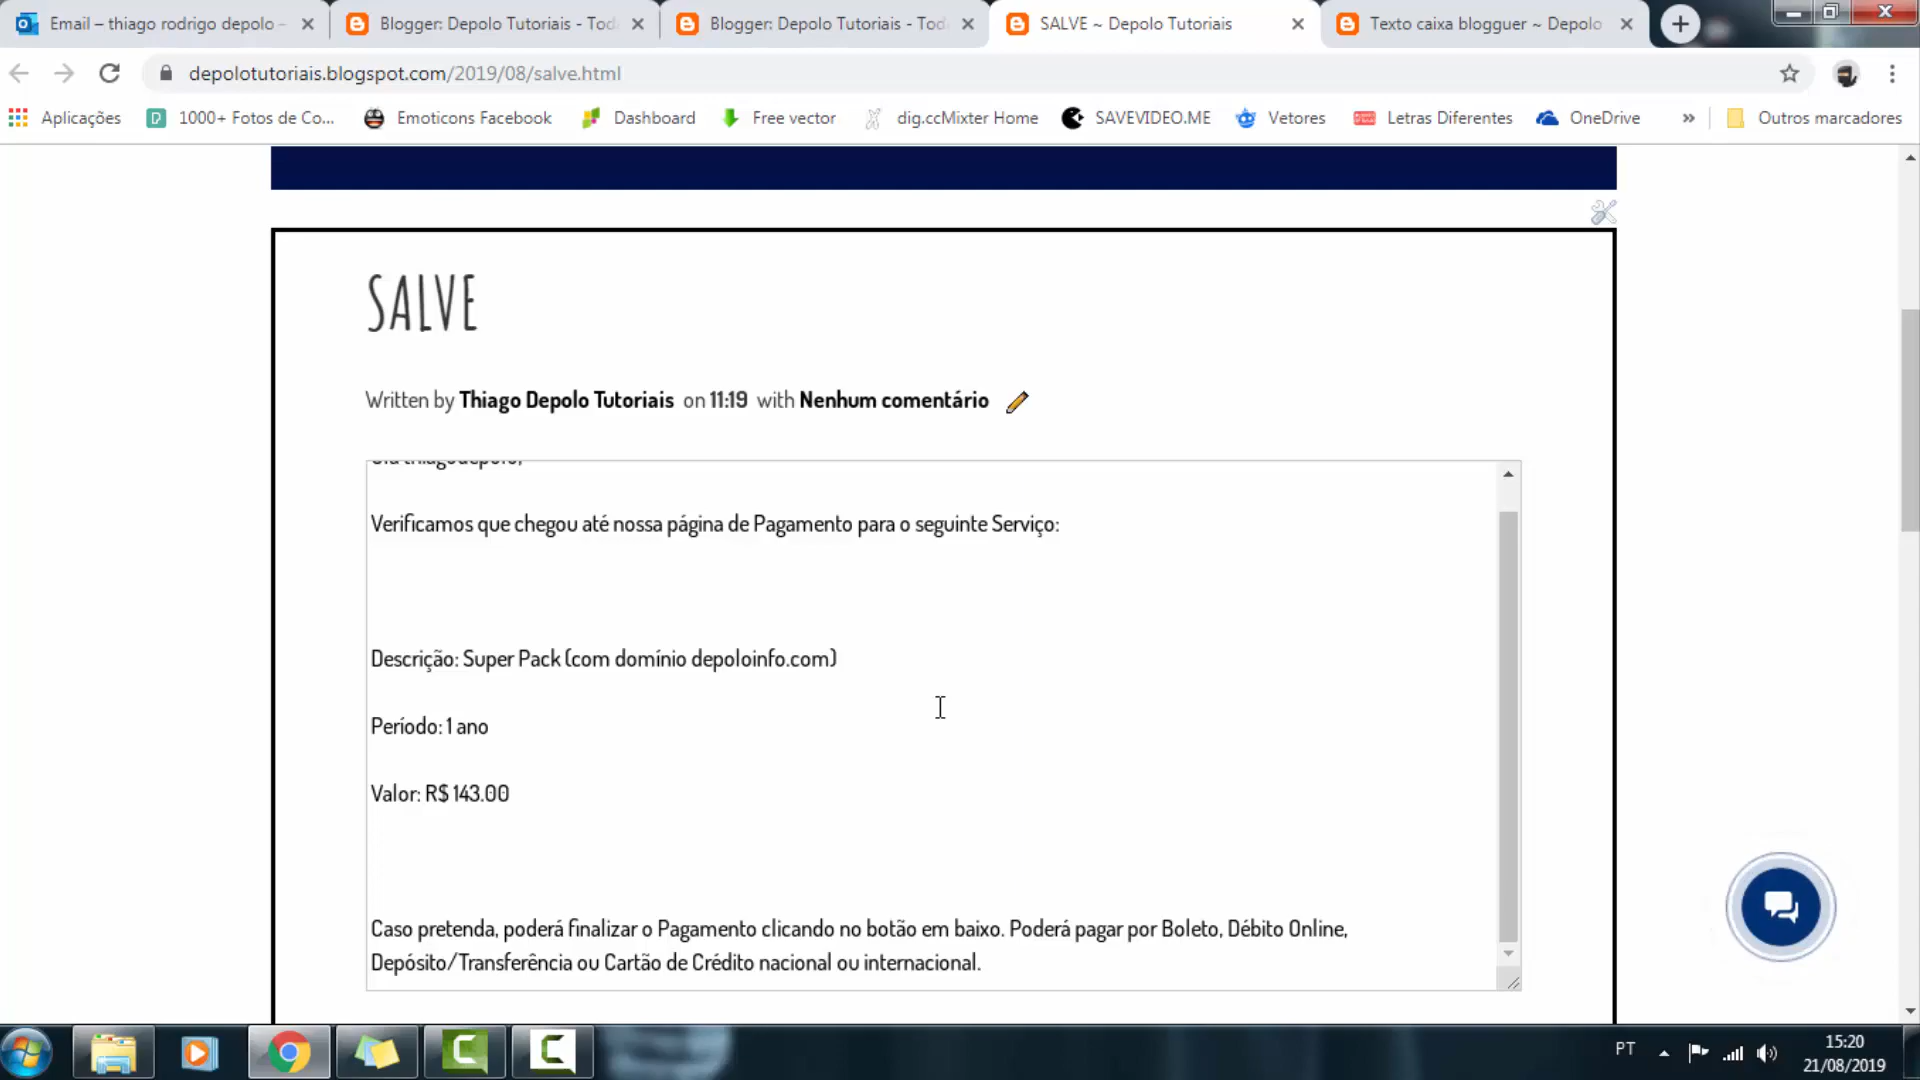 Email – thiago rodrigo depolo –
Blogger: Depolo Tutoriais - Tod
Blogger: Depolo Tutoriais - Tod
SALVE ~ Depolo Tutoriais
Texto caixa blogguer ~ Depolo
depolotutoriais.blogspot.com/2019/08/salve.html
Aplicações
1000+ Fotos de Co...
Emoticons Facebook
Dashboard
Free vector
dig.ccMixter Home
SAVEVIDEO.ME
Vetores
Letras Diferentes
OneDrive
»
Outros marcadores
SALVE
Written by Thiago Depolo Tutoriais on 11:19 with Nenhum comentário
Verificamos que chegou até nossa página de Pagamento para o seguinte Serviço:
Descrição: Super Pack (com domínio depoloinfo.com)
Período: 1 ano
Valor: R$ 143.00
Caso pretenda, poderá finalizar o Pagamento clicando no botão em baixo. Poderá pagar por Boleto, Débito Online,
Depósito/Transferência ou Cartão de Crédito nacional ou internacional.
PT
15:20
21/08/2019